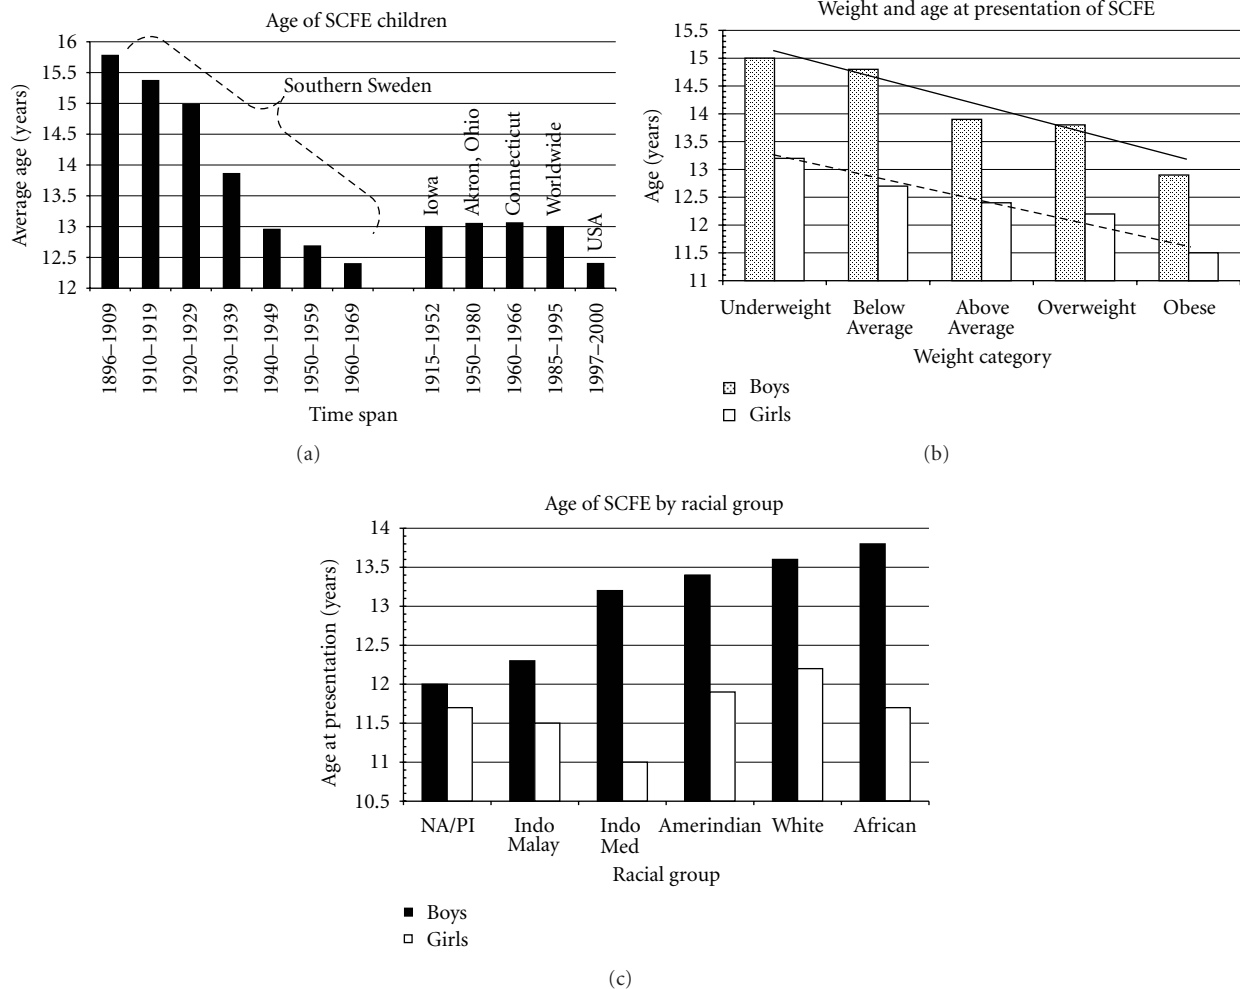 Age of SCFE children
16
15.5
15
14.5
14
13.5
13
12.5
12
Average age (years)
Southern Sweden
Iowa
Akron, Ohio
Connecticut
Worldwide
USA
1896–1909
1910–1919
1920–1929
1930–1939
1940–1949
1950–1959
1960–1969
1915–1952
1950–1980
1960–1966
1985–1995
1997–2000
Time span
(a)
Weight and age at presentation of SCFE
15.5
15
14.5
14
13.5
13
12.5
12
11.5
11
Age (years)
Underweight
Below
Average
Above
Average
Overweight
Obese
Weight category
Boys
Girls
(b)
Age of SCFE by racial group
14
13.5
13
12.5
12
11.5
11
10.5
Age at presentation (years)
NA/PI
Indo
Malay
Indo
Med
Amerindian
White
African
Racial group
Boys
Girls
(c)